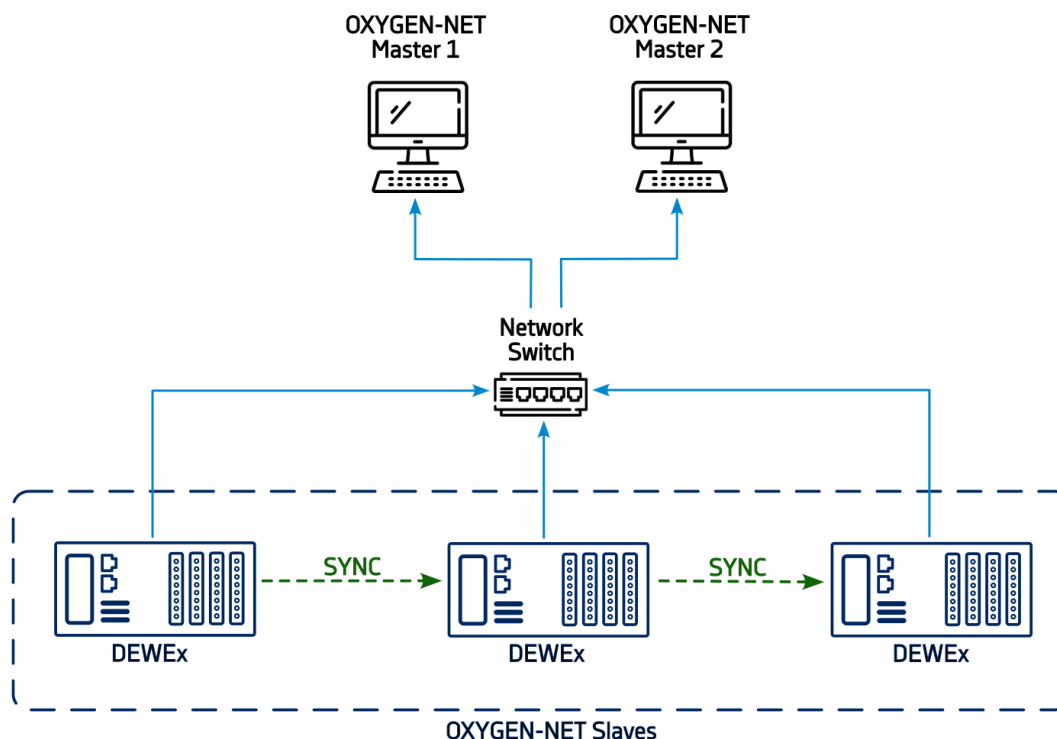 OXYGEN-NET
Master 1
OXYGEN-NET
Master 2
Network
Switch
SYNC
SYNC
DEWEx
DEWEx
DEWEx
OXYGEN-NET Slaves